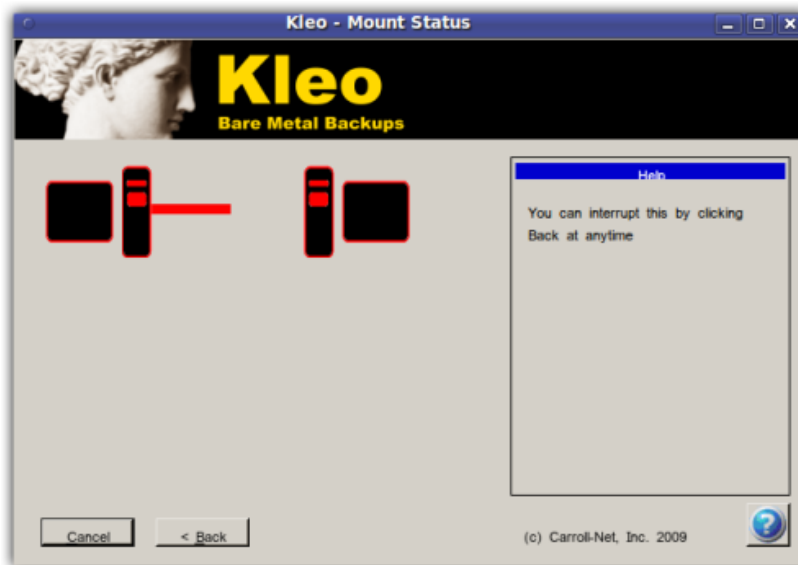 Kleo - Mount Status
Kleo
Bare Metal Backups
Help
You can interrupt this by clicking
Back at anytime
Cancel
< Back
(c) Carroll-Net, Inc. 2009
?